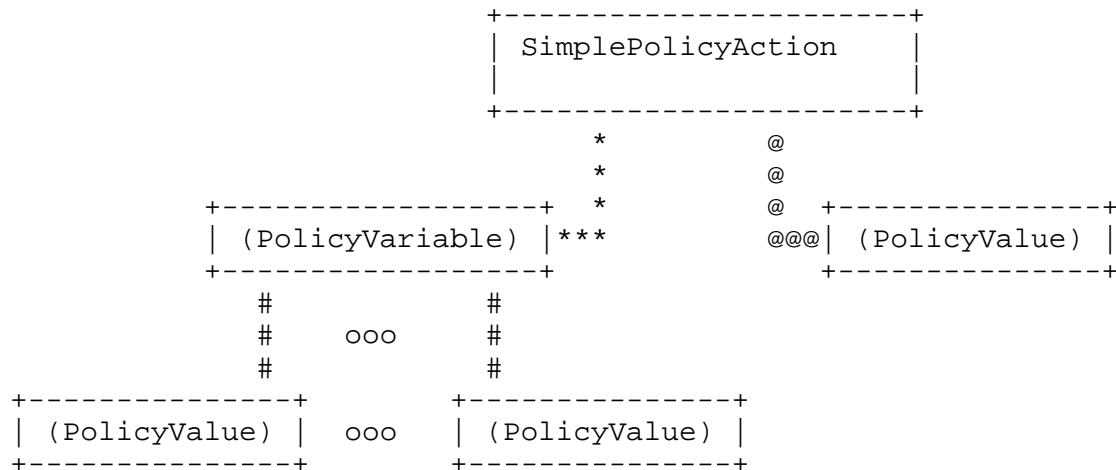 +-----------------------+
                                 | SimplePolicyAction    |
                                 |                       |
                                 +-----------------------+
                                       *         @
                                       *         @
                 +------------------+  *         @  +---------------+
                 | (PolicyVariable) |***         @@@| (PolicyValue) |
                 +------------------+               +---------------+
                    #            #
                    #    ooo     #
                    #            #
      +---------------+        +---------------+
      | (PolicyValue) |  ooo   | (PolicyValue) |
      +---------------+        +---------------+